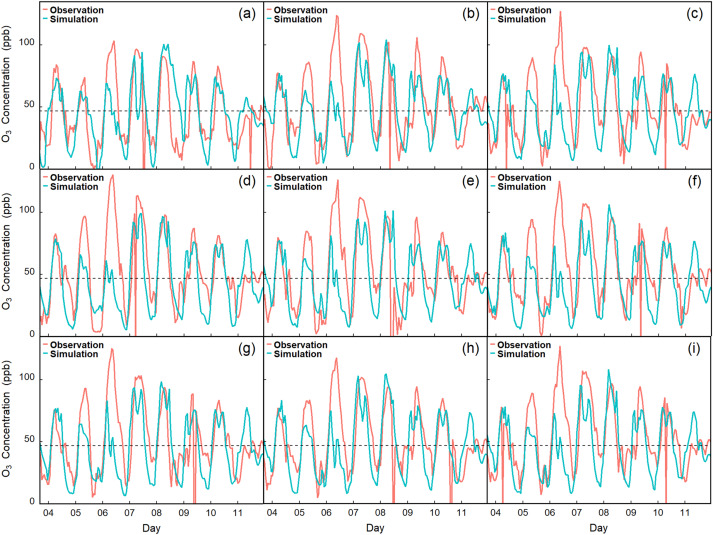 Observation
Simulation
(a)
Observation
Simulation
(b)
Observation
Simulation
(c)
O₃ Concentration (ppb)
100
50
0
Observation
Simulation
(d)
Observation
Simulation
(e)
Observation
Simulation
(f)
O₃ Concentration (ppb)
100
50
0
Observation
Simulation
(g)
Observation
Simulation
(h)
Observation
Simulation
(i)
O₃ Concentration (ppb)
100
50
0
04 05 06 07 08 09 10 11
04 05 06 07 08 09 10 11
04 05 06 07 08 09 10 11
Day
Day
Day